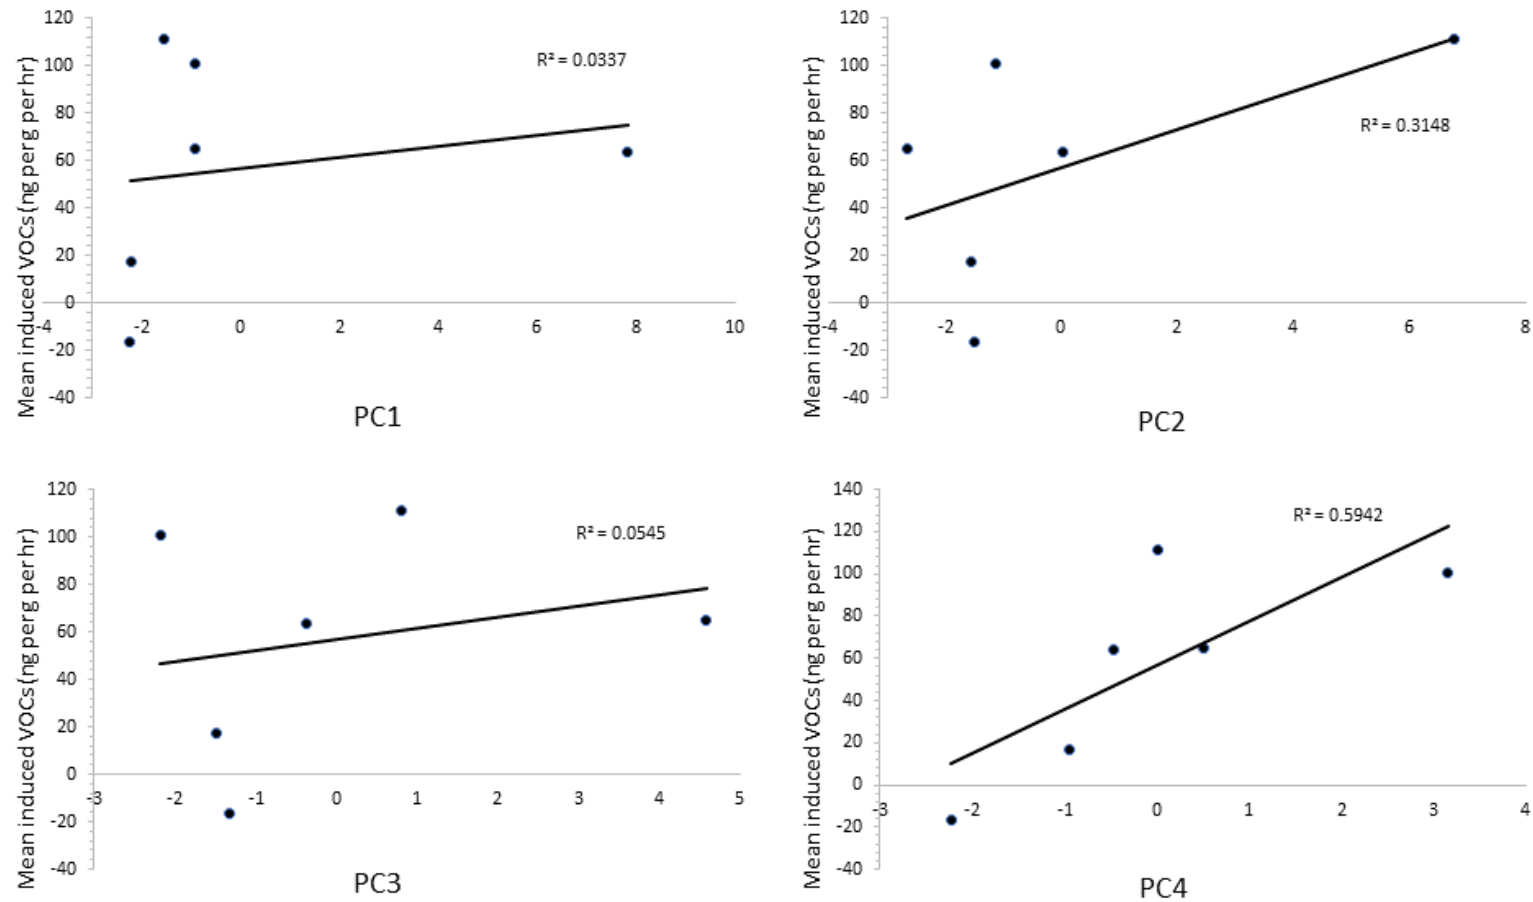 120
100
80
60
40
20
0
-20
-40
Mean induced VOCs (ng per g per hr)
R² = 0.0337
-4 -2 0 2 4 6 8 10
PC1
120
100
80
60
40
20
0
-20
-40
Mean induced VOCs (ng per g per hr)
R² = 0.3148
-4 -2 0 2 4 6 8
PC2
120
100
80
60
40
20
0
-20
-40
Mean induced VOCs (ng per g per hr)
R² = 0.0545
-3 -2 -1 0 1 2 3 4 5
PC3
140
120
100
80
60
40
20
0
-20
-40
Mean induced VOCs (ng per g per hr)
R² = 0.5942
-3 -2 -1 0 1 2 3 4
PC4